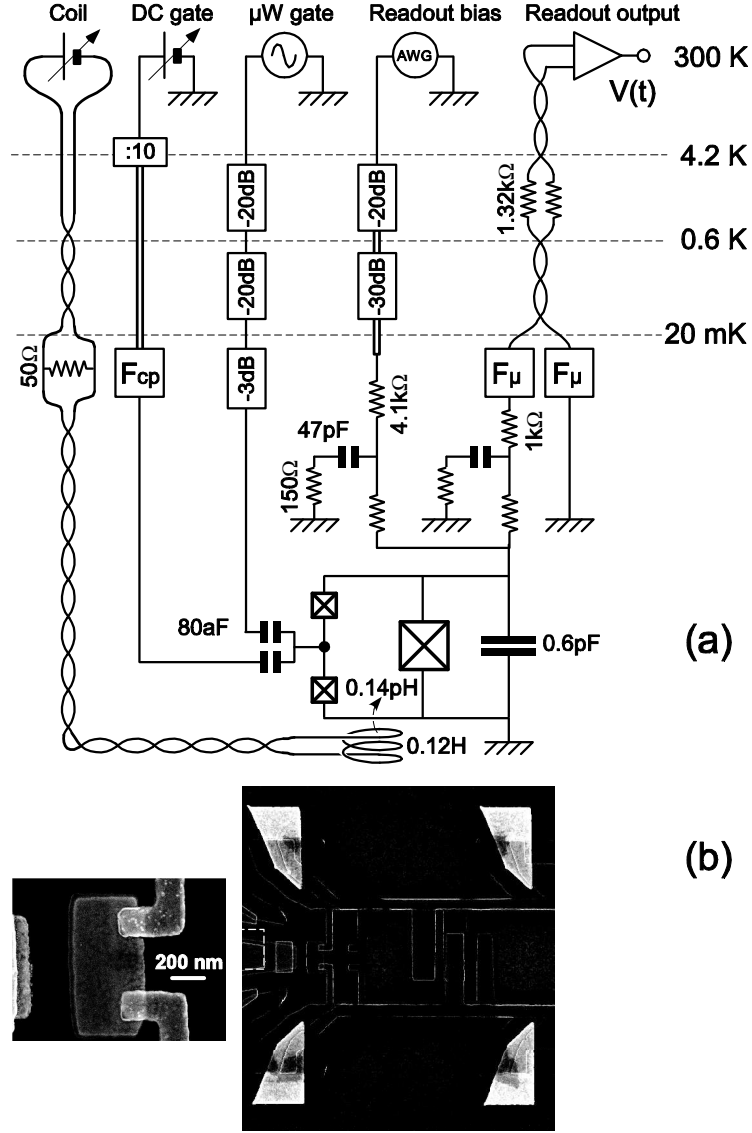 Coil
DC gate
µW gate
Readout bias
Readout output
AWG
300 K
V(t)
:10
4.2 K
-20dB
-20dB
1.32kΩ
0.6 K
-20dB
-30dB
20 mK
50Ω
Fcp
-3dB
Fµ
Fµ
4.1kΩ
1kΩ
47pF
150Ω
80aF
0.6pF
(a)
0.14pH
0.12H
(b)
200 nm